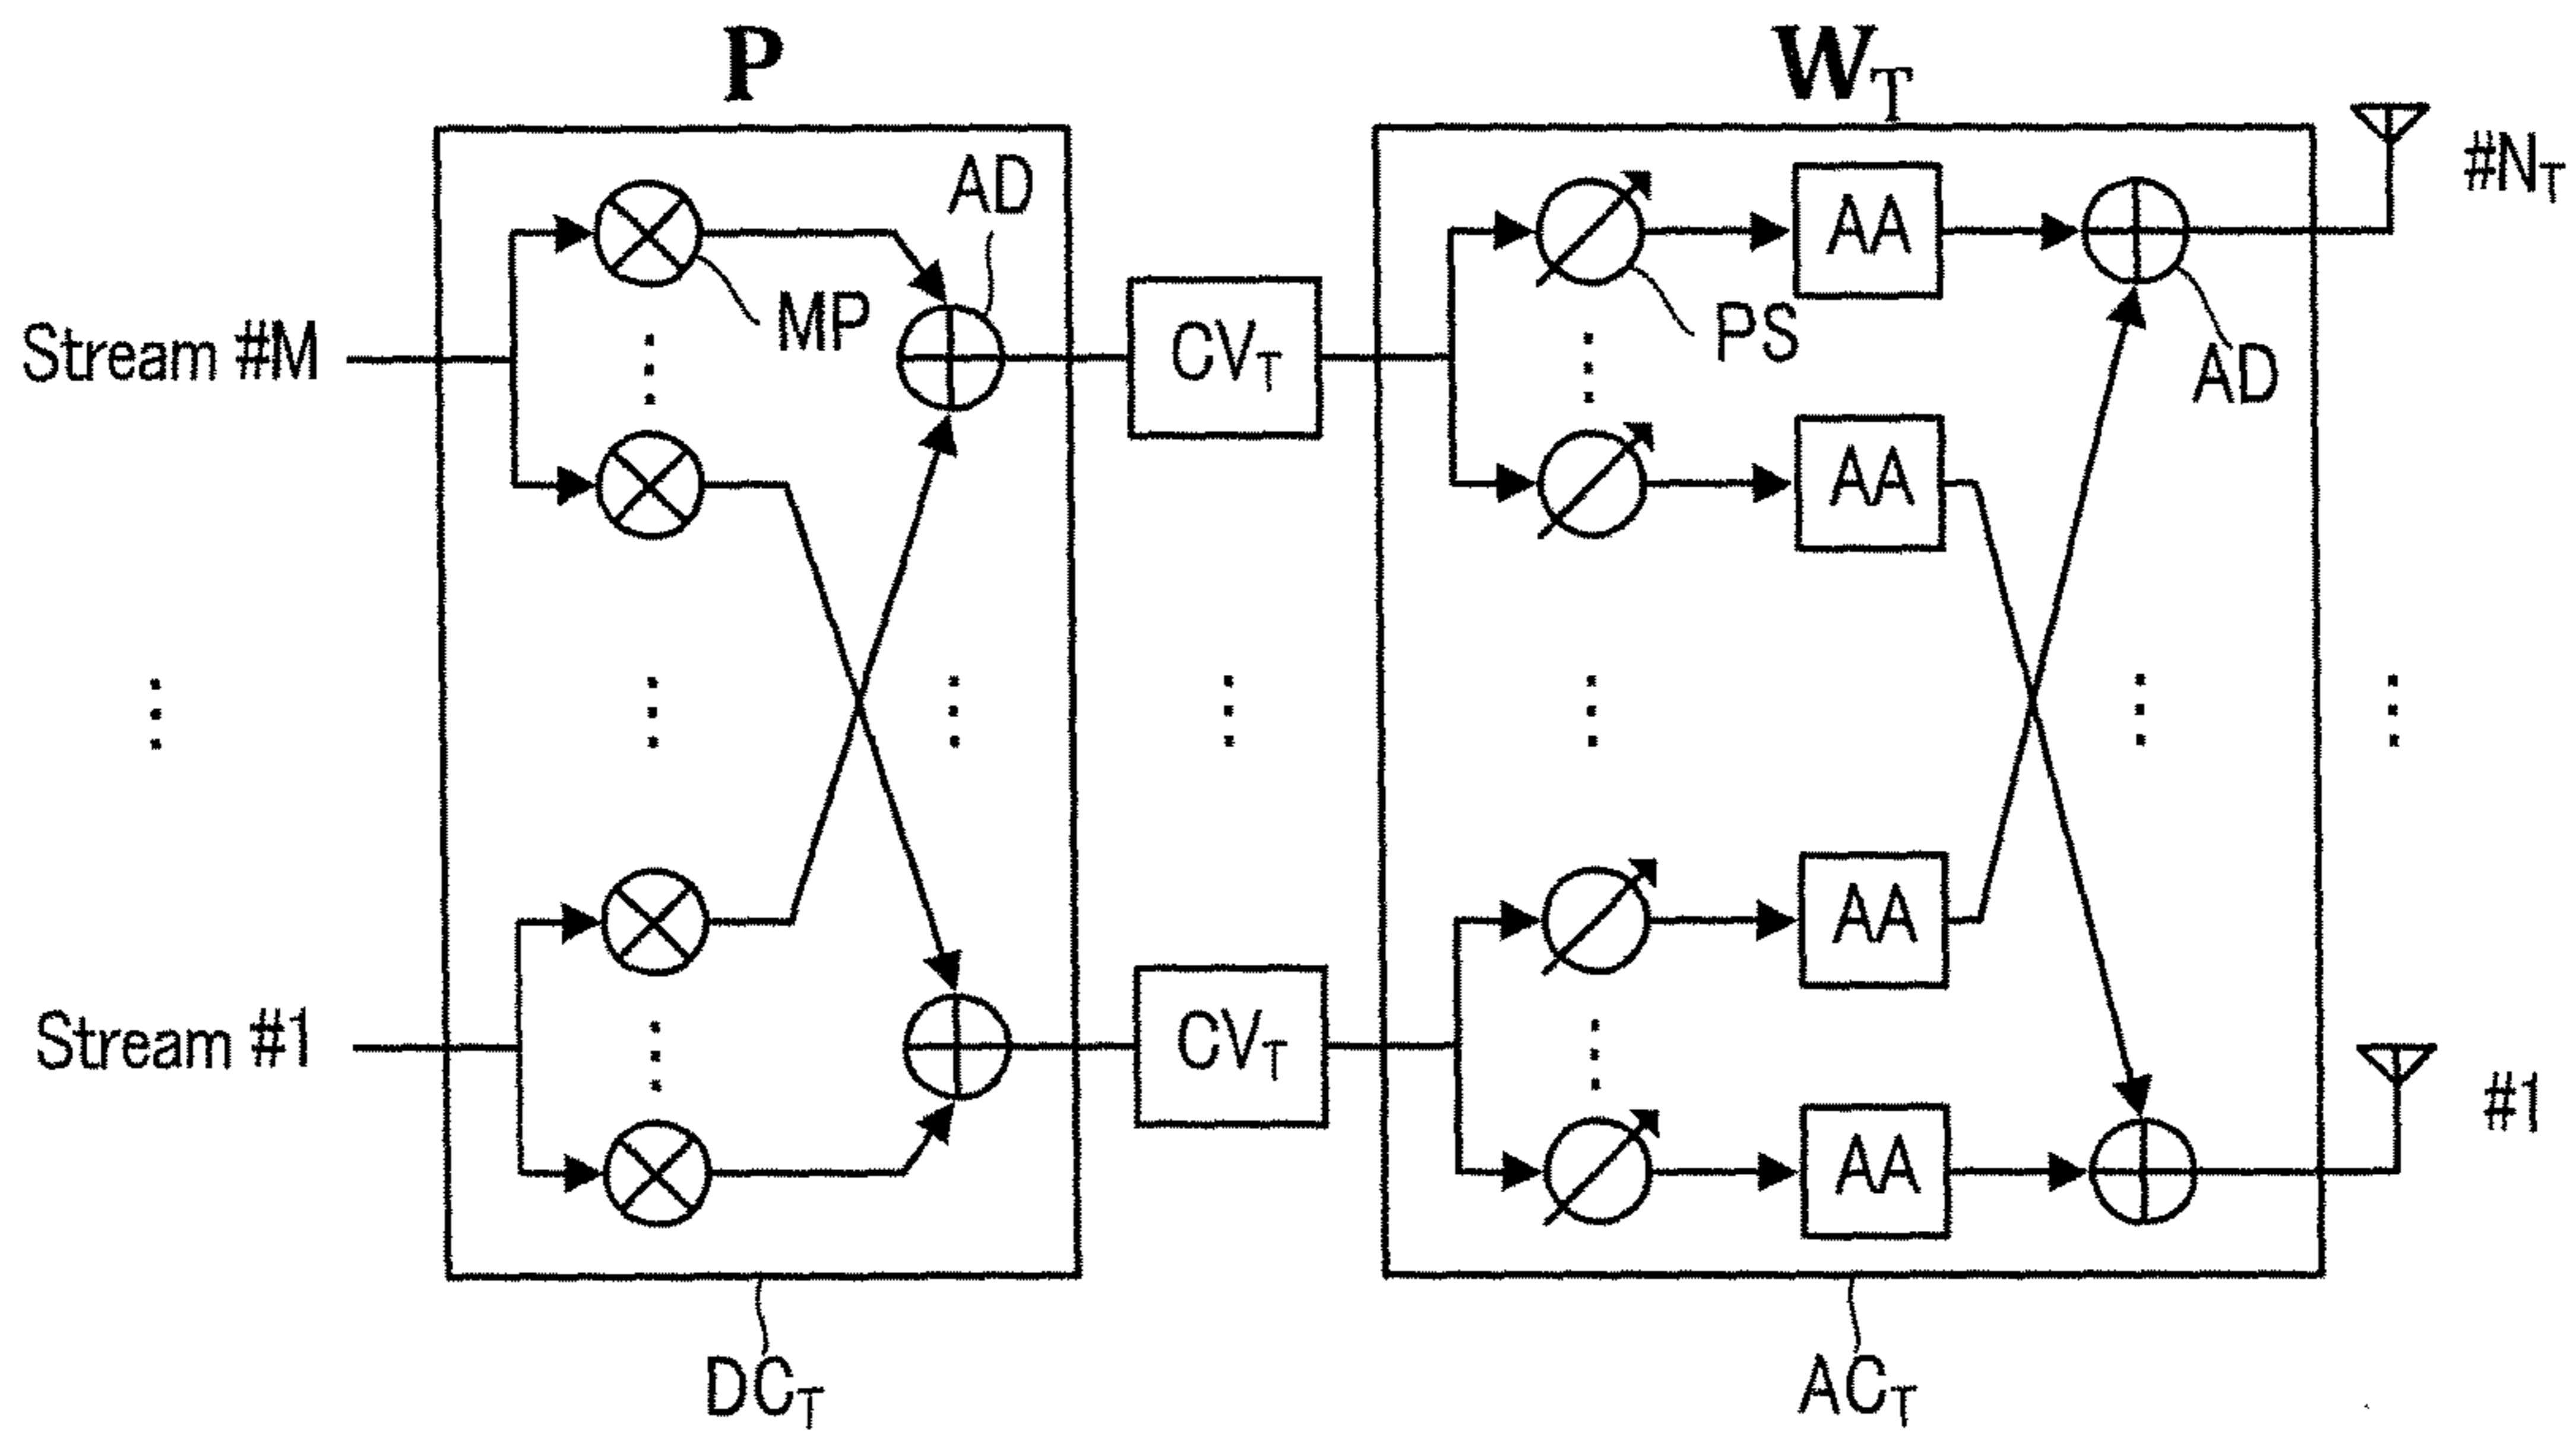 P
W_T
AD
#N_T
AA
MP
PS
Stream #M
CV_T
AD
AA
AA
Stream #1
CV_T
#1
AA
DC_T
AC_T